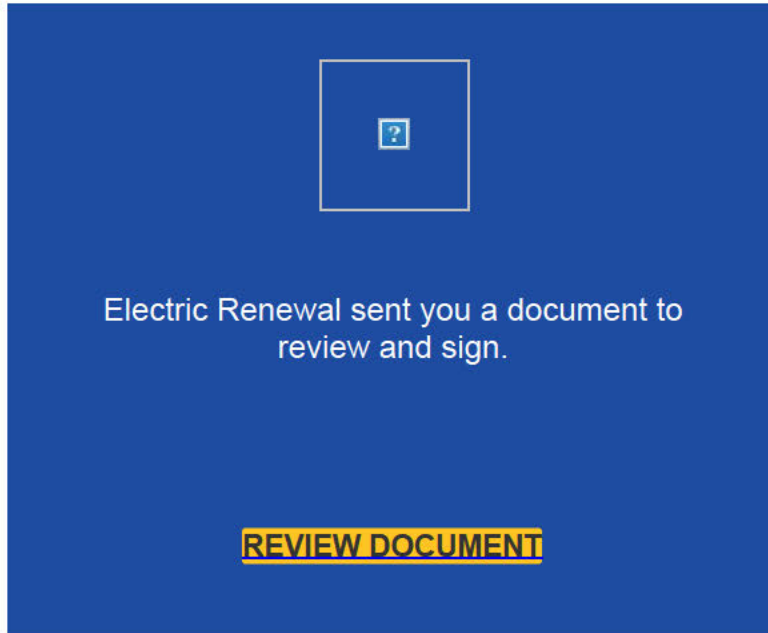 ?
Electric Renewal sent you a document to
review and sign.
REVIEW DOCUMENT